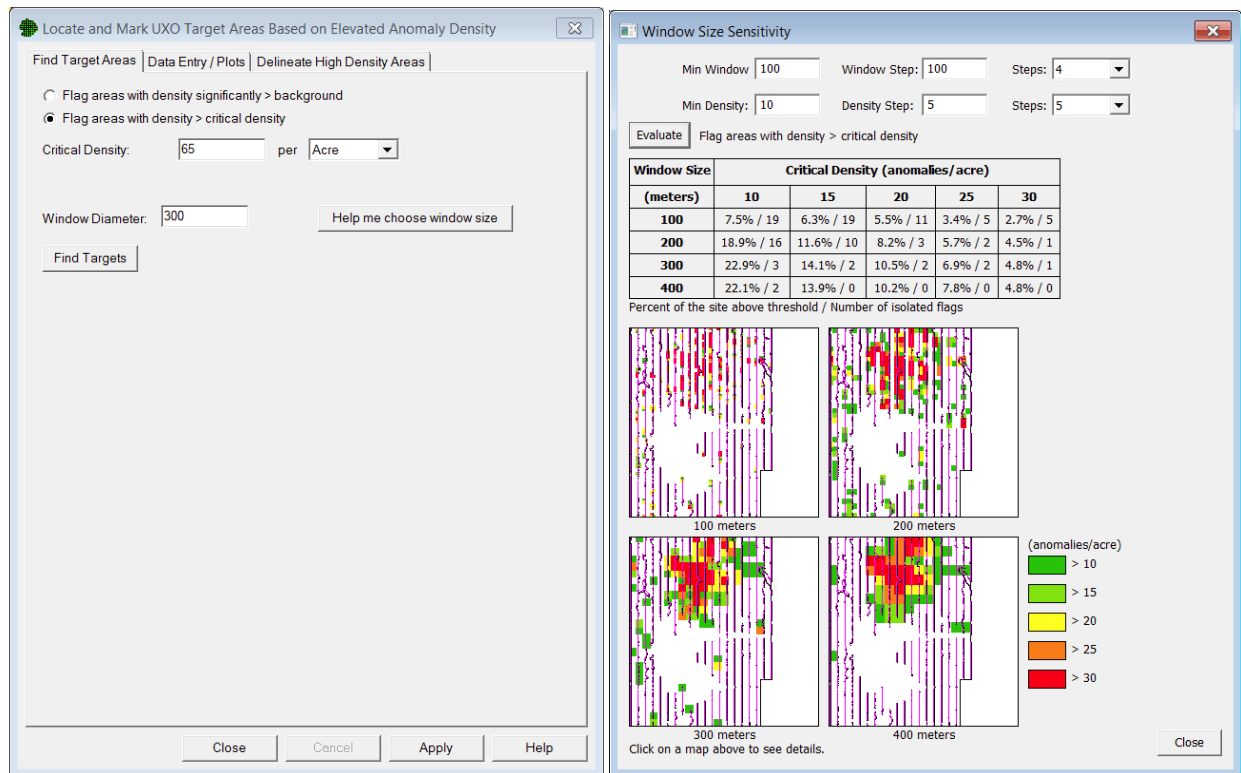 Locate and Mark UXO Target Areas Based on Elevated Anomaly Density
Find Target Areas Data Entry / Plots Delineate High Density Areas
Flag areas with density significantly > background
Flag areas with density > critical density
Critical Density: 65 per Acre
Window Diameter: 300 Help me choose window size
Find Targets
Close Cancel Apply Help
Window Size Sensitivity
Min Window 100 Window Step: 100 Steps: 4
Min Density: 10 Density Step: 5 Steps: 5
Evaluate Flag areas with density > critical density
Window Size Critical Density (anomalies/acre)
(meters) 10 15 20 25 30
100 7.5% / 19 6.3% / 19 5.5% / 11 3.4% / 5 2.7% / 5
200 18.9% / 16 11.6% / 10 8.2% / 3 5.7% / 2 4.5% / 1
300 22.9% / 3 14.1% / 2 10.5% / 2 6.9% / 2 4.8% / 1
400 22.1% / 2 13.9% / 0 10.2% / 0 7.8% / 0 4.8% / 0
Percent of the site above threshold / Number of isolated flags
100 meters 200 meters
(anomalies/acre)
> 10
> 15
> 20
> 25
> 30
300 meters 400 meters
Click on a map above to see details.
Close